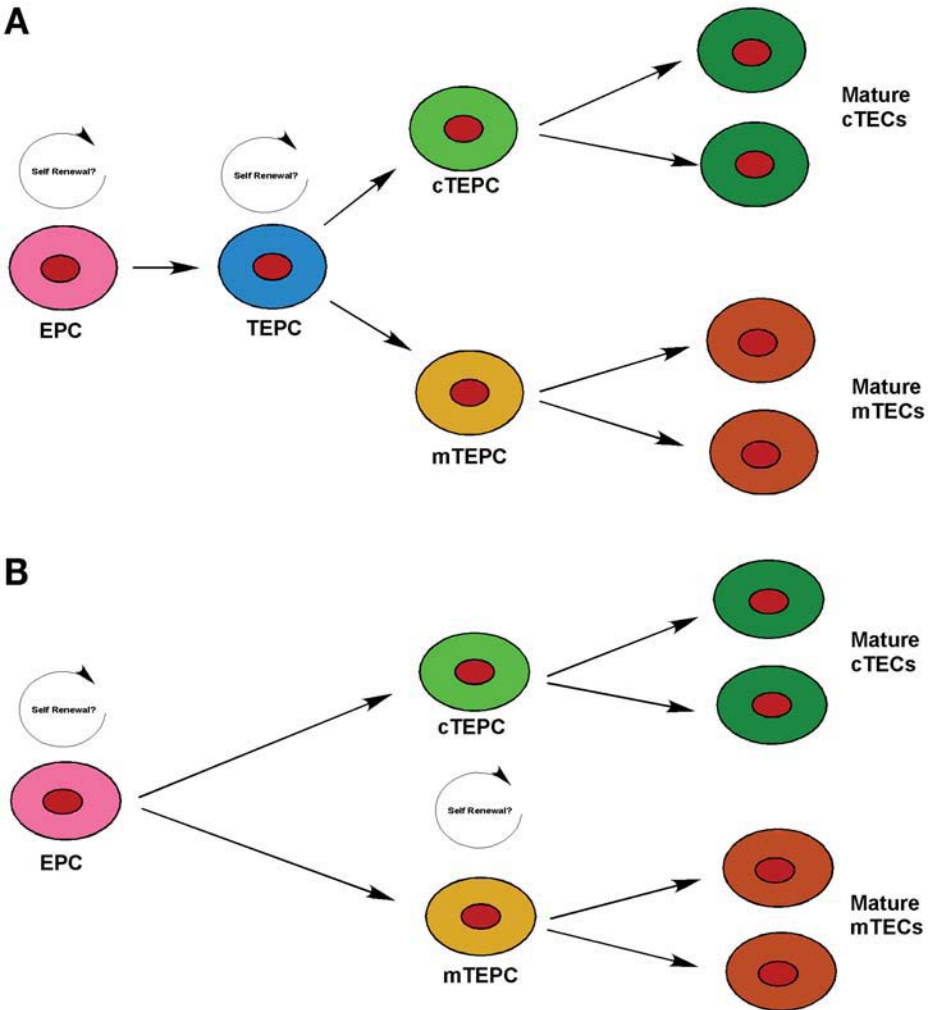 A
Self Renewal?
Self Renewal?
EPC
TEPC
cTEPC
mTEPC
Mature
cTECs
Mature
mTECs
B
Self Renewal?
EPC
cTEPC
Self Renewal?
mTEPC
Mature
cTECs
Mature
mTECs